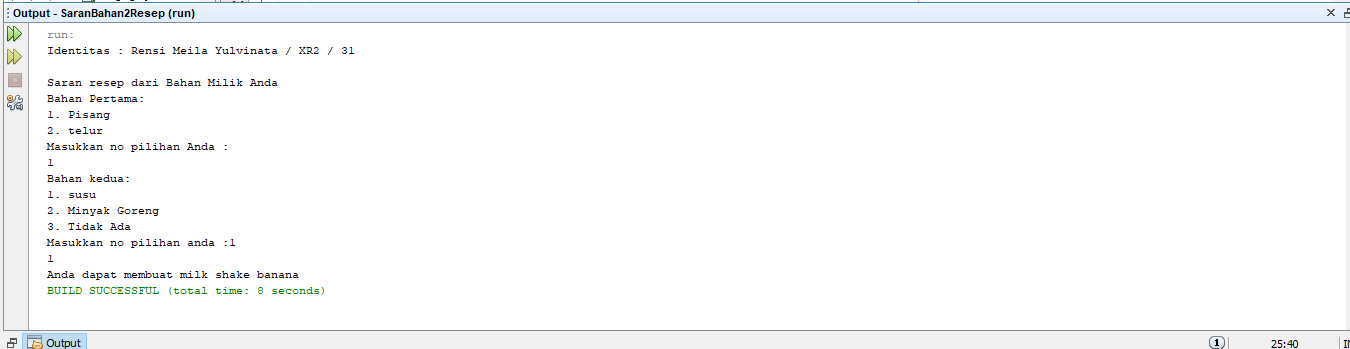 Output - SaranBahan2Resep (run)
run:
Identitas : Rensi Meila Yulvinata / XR2 / 31
Saran resep dari Bahan Milik Anda
Bahan Pertama:
1. Pisang
2. telur
Masukkan no pilihan Anda :
1
Bahan kedua:
1. susu
2. Minyak Goreng
3. Tidak Ada
Masukkan no pilihan anda :1
1
Anda dapat membuat milk shake banana
BUILD SUCCESSFUL (total time: 8 seconds)
Output
1
25:40